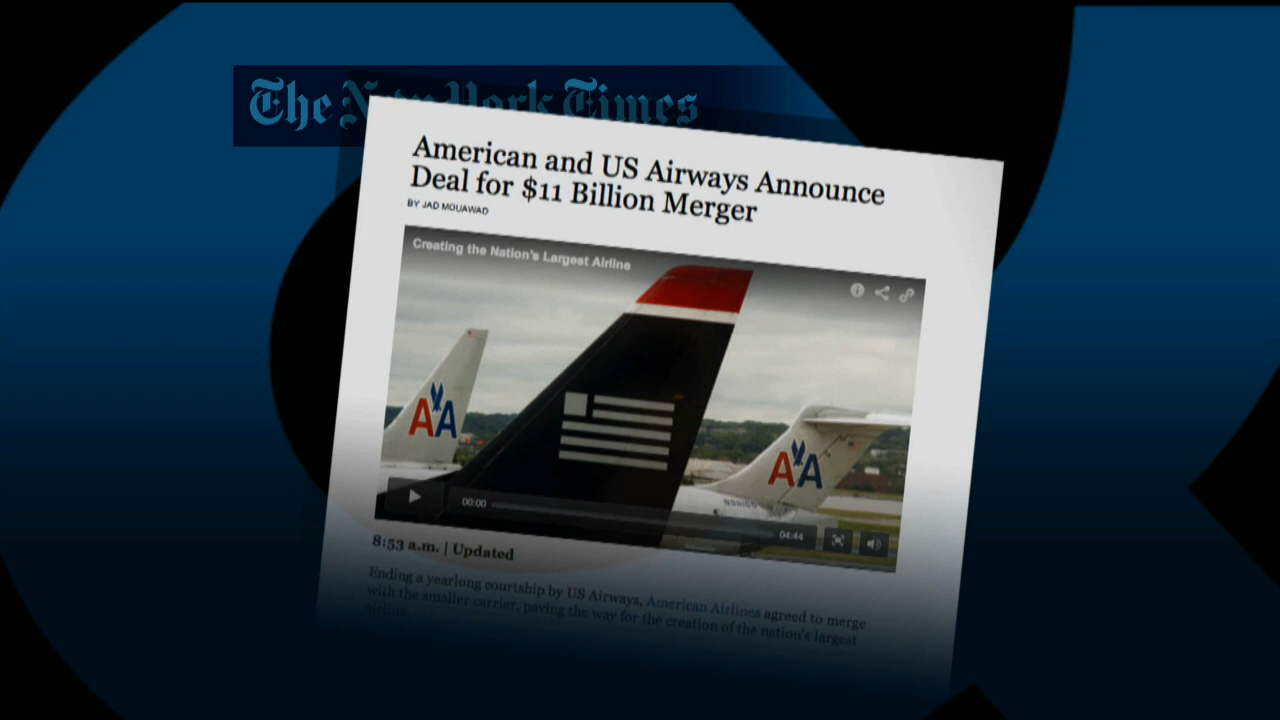 The New York Times
American and US Airways Announce
Deal for $11 Billion Merger
BY JAD MOUAWAD
Creating the Nation's Largest Airline
AA
AA
00:00
04:44
8:53 a.m. | Updated
Ending a yearlong courtship by US Airways, American Airlines agreed to merge
with the smaller carrier, paving the way for the creation of the nation's largest
airline.